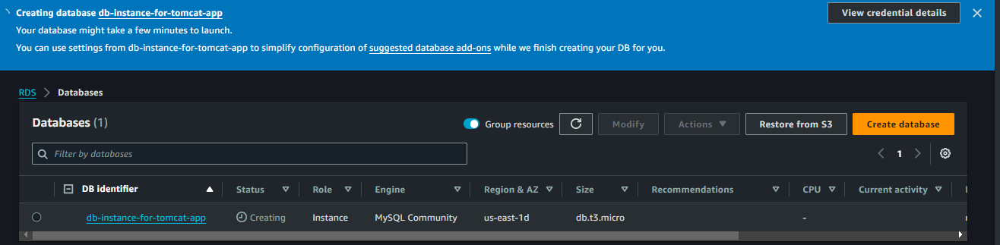 Creating database db-instance-for-tomcat-app
View credential details
Your database might take a few minutes to launch.
You can use settings from db-instance-for-tomcat-app to simplify configuration of suggested database add-ons while we finish creating your DB for you.
RDS > Databases
Databases (1)
Group resources
Modify
Actions
Restore from S3
Create database
Filter by databases
1
DB identifier
Status
Role
Engine
Region & AZ
Size
Recommendations
CPU
Current activity
db-instance-for-tomcat-app
Creating
Instance
MySQL Community
us-east-1d
db.t3.micro
-